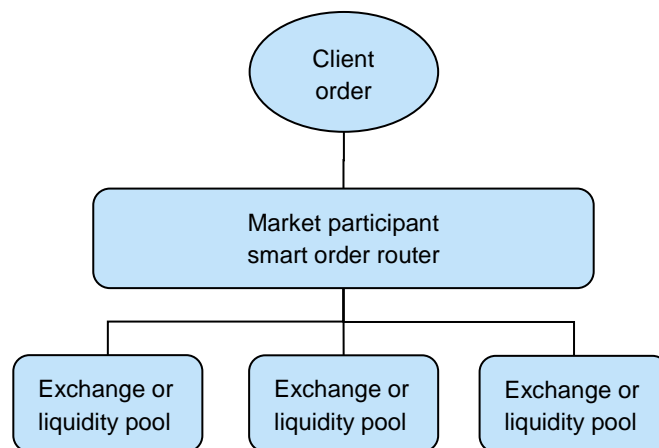 Client
order
Market participant
smart order router
Exchange or
liquidity pool
Exchange or
liquidity pool
Exchange or
liquidity pool